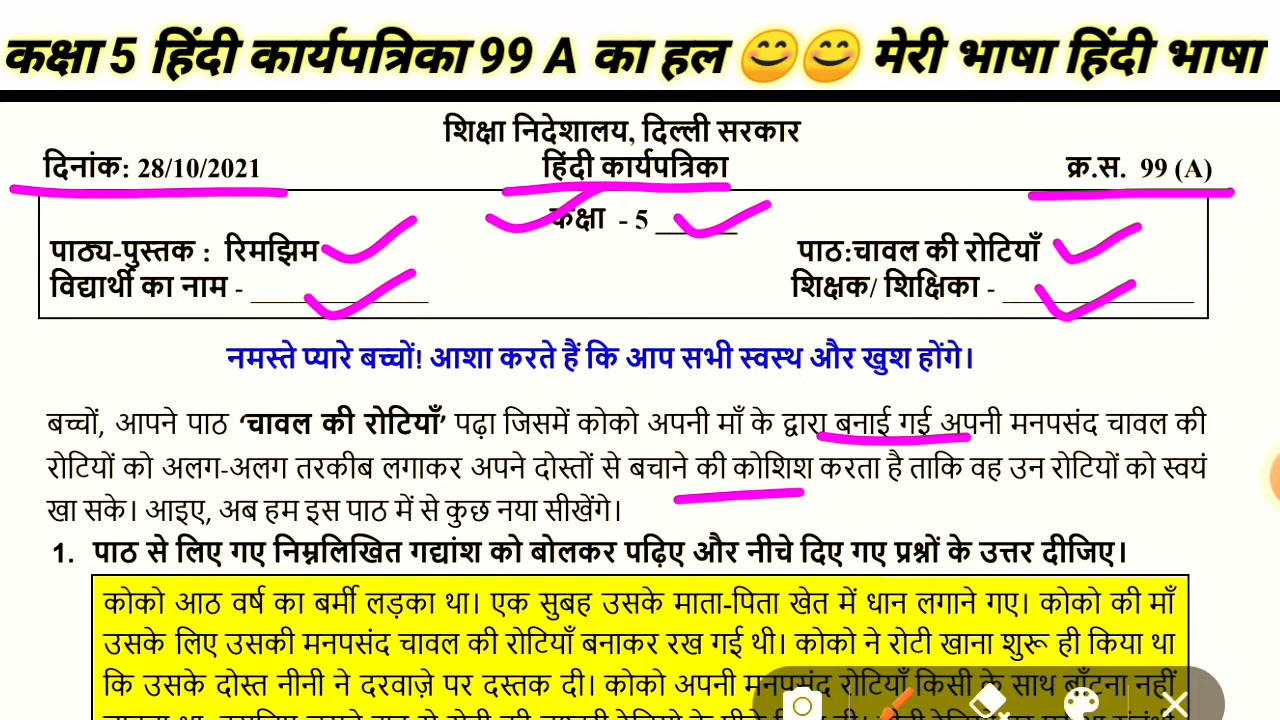 कक्षा 5 हिंदी कार्यपत्रिका 99 A का हल 😊😊 मेरी भाषा हिंदी भाषा
शिक्षा निदेशालय, दिल्ली सरकार
दिनांक: 28/10/2021 हिंदी कार्यपत्रिका क्र.स. 99 (A)
कक्षा - 5 ______
पाठ्य-पुस्तक : रिमझिम पाठ:चावल की रोटियाँ
विद्यार्थी का नाम - _____________ शिक्षक/ शिक्षिका - ______________
नमस्ते प्यारे बच्चों! आशा करते हैं कि आप सभी स्वस्थ और खुश होंगे।
बच्चों, आपने पाठ ‘चावल की रोटियाँ’ पढ़ा जिसमें कोको अपनी माँ के द्वारा बनाई गई अपनी मनपसंद चावल की
रोटियों को अलग-अलग तरकीब लगाकर अपने दोस्तों से बचाने की कोशिश करता है ताकि वह उन रोटियों को स्वयं
खा सके। आइए, अब हम इस पाठ में से कुछ नया सीखेंगे।
1. पाठ से लिए गए निम्नलिखित गद्यांश को बोलकर पढ़िए और नीचे दिए गए प्रश्नों के उत्तर दीजिए।
कोको आठ वर्ष का बर्मी लड़का था। एक सुबह उसके माता-पिता खेत में धान लगाने गए। कोको की माँ
उसके लिए उसकी मनपसंद चावल की रोटियाँ बनाकर रख गई थी। कोको ने रोटी खाना शुरू ही किया था
कि उसके दोस्त नीनी ने दरवाज़े पर दस्तक दी। कोको अपनी मनपसंद रोटियाँ किसी के साथ बाँटना नहीं